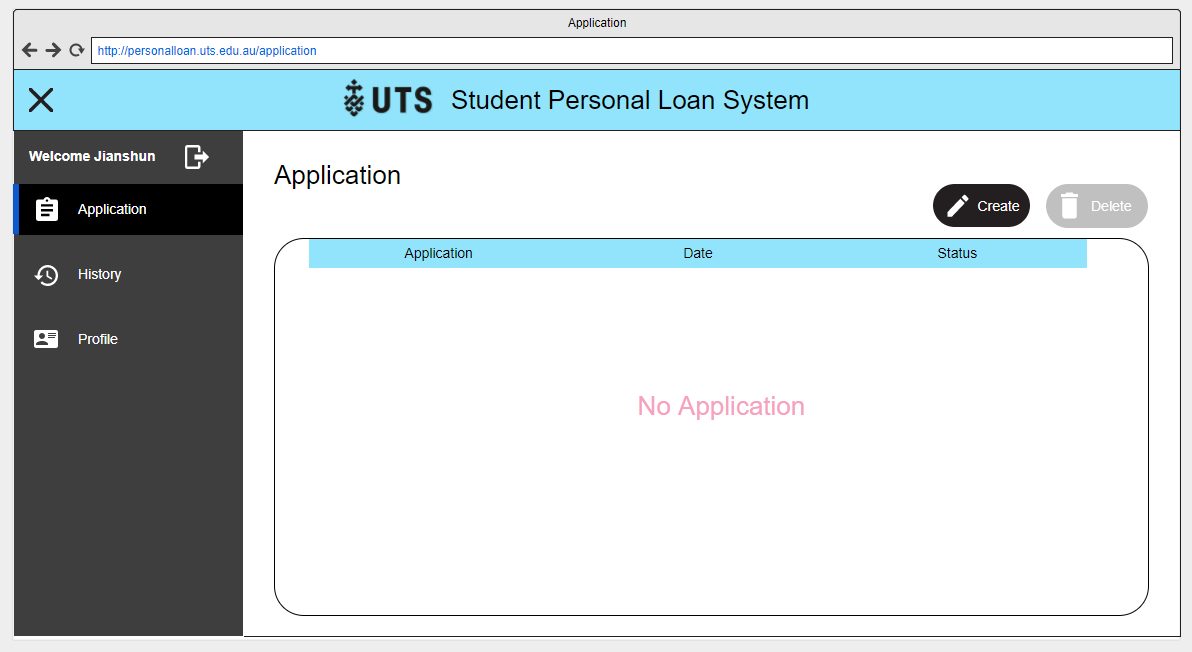 Application
http://personalloan.uts.edu.au/application
UTS Student Personal Loan System
Welcome Jianshun
Application
History
Profile
Application
Create Delete
Application Date Status
No Application